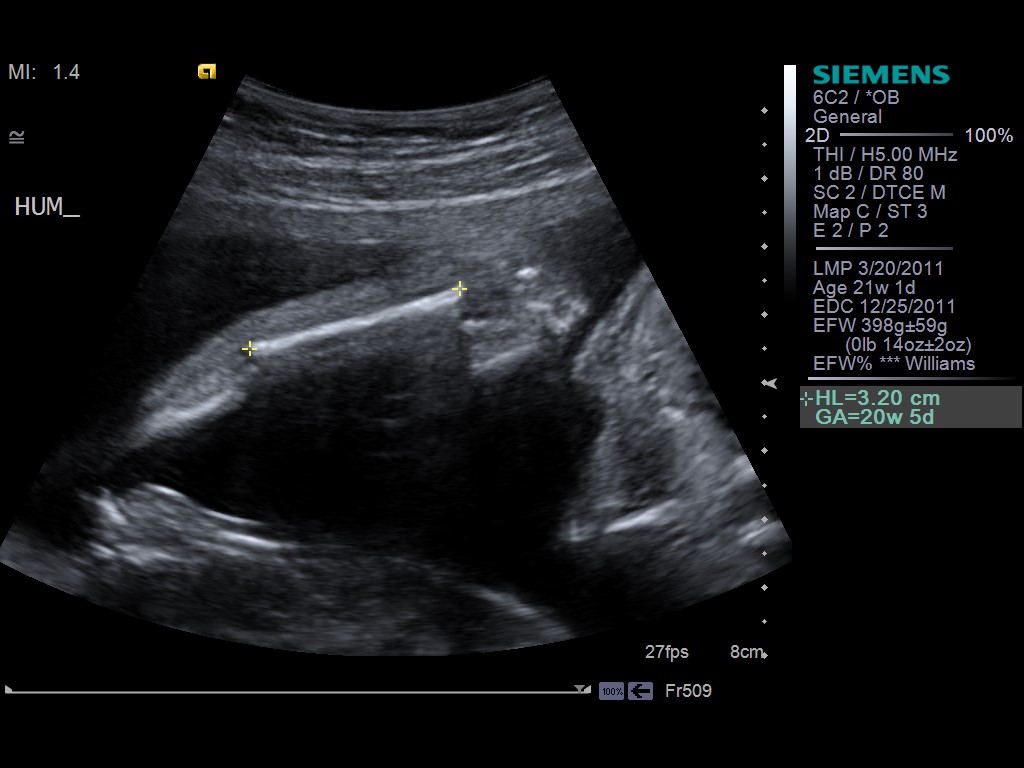 MI: 1.4
HUM_
SIEMENS
6C2 / *OB
General
2D 100%
THI / H5.00 MHz
1 dB / DR 80
SC 2 / DTCE M
Map C / ST 3
E 2 / P 2
LMP 3/20/2011
Age 21w 1d
EDC 12/25/2011
EFW 398g±59g
(0lb 14oz±2oz)
EFW% *** Williams
HL=3.20 cm
GA=20w 5d
27fps 8cm
100% Fr509